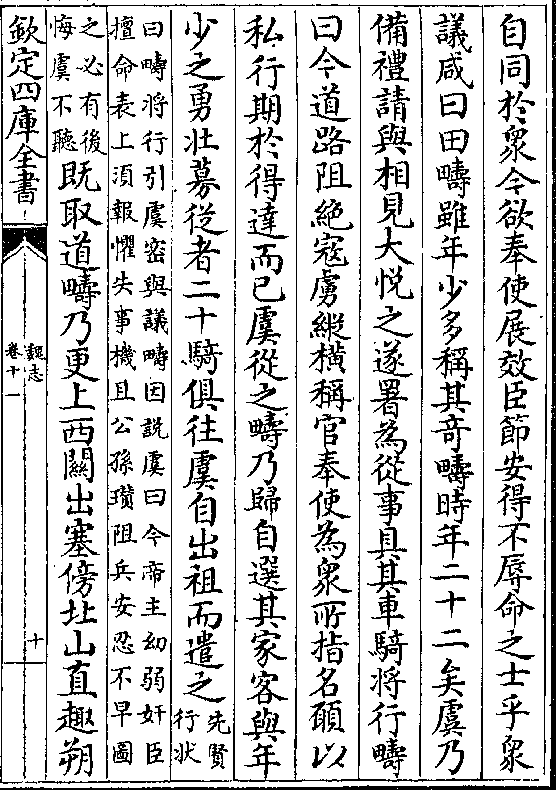 自同於衆今欲奉使展效臣節安得不辱命之士乎衆
議咸曰田疇雖年少多稱其竒疇時年二十二矣虞乃
備禮請與相見大悅之遂署為從事具其車騎將行疇
曰今道路阻絶寇虜縱橫稱官奉使為衆所指名願以
私行期於得達而已虞從之疇乃歸自選其家客與年
少之勇壯募從者二十騎俱往虞自出祖而遣之
先賢
行狀
曰疇將行引虞密與議疇因説虞曰今帝主幼弱奸臣
擅命表上須報懼失事機且公孫瓚阻兵安忍不早圖
之必有後
悔虞不聽
既取道疇乃更上西關出塞傍北山直趣朔
欽定四庫全書
魏志
卷十一
十